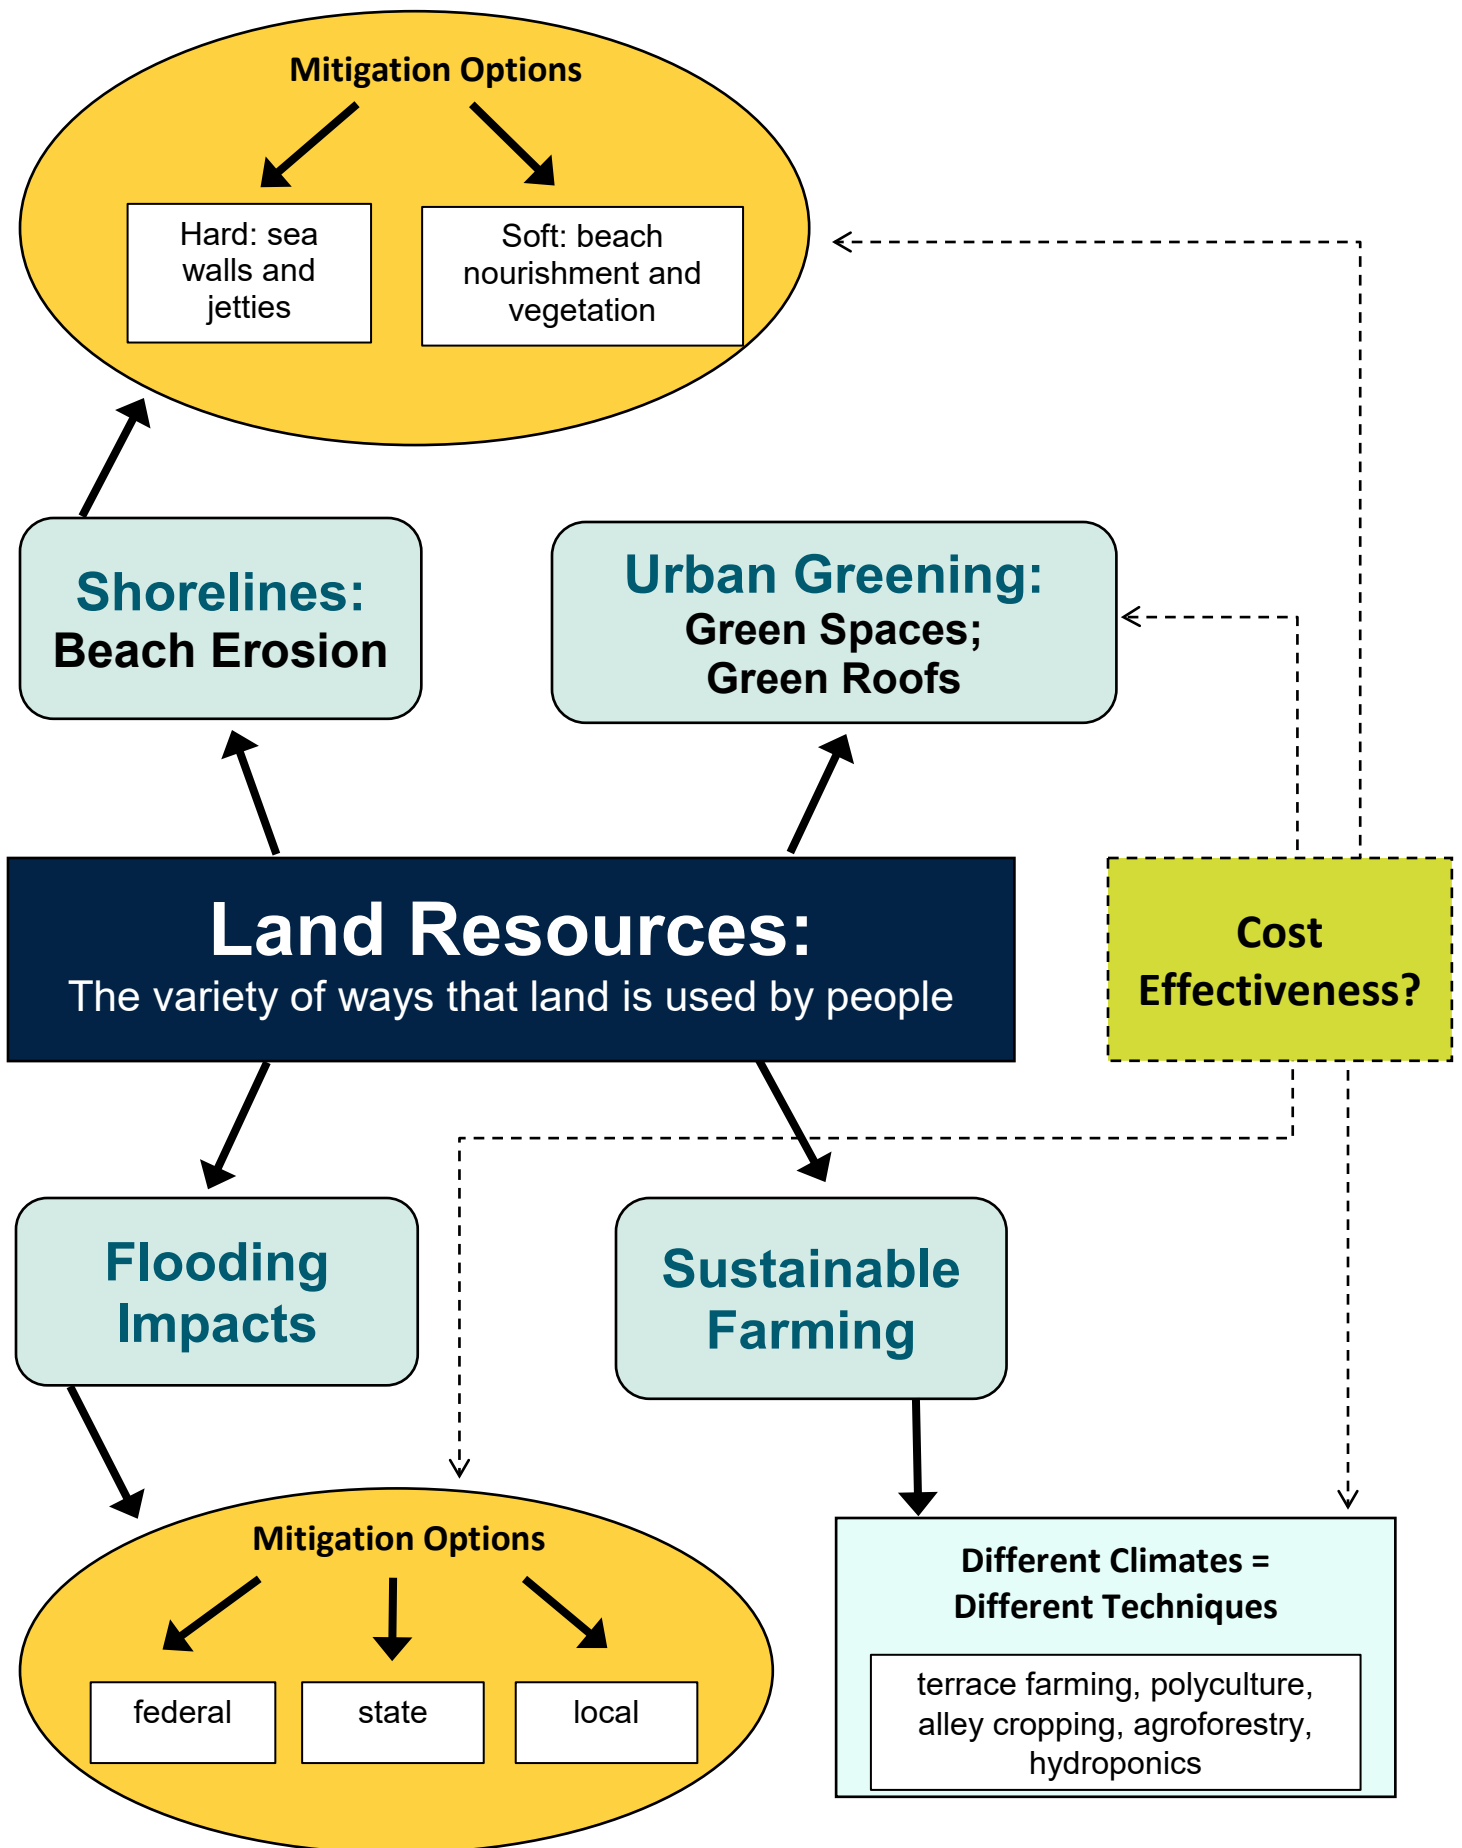 Mitigation Options
Hard: sea
walls and
jetties
Soft: beach
nourishment and
vegetation
Shorelines:
Beach Erosion
Urban Greening:
Green Spaces;
Green Roofs
Land Resources:
The variety of ways that land is used by people
Cost
Effectiveness?
Flooding
Impacts
Sustainable
Farming
Mitigation Options
federal
state
local
Different Climates =
Different Techniques
terrace farming, polyculture,
alley cropping, agroforestry,
hydroponics